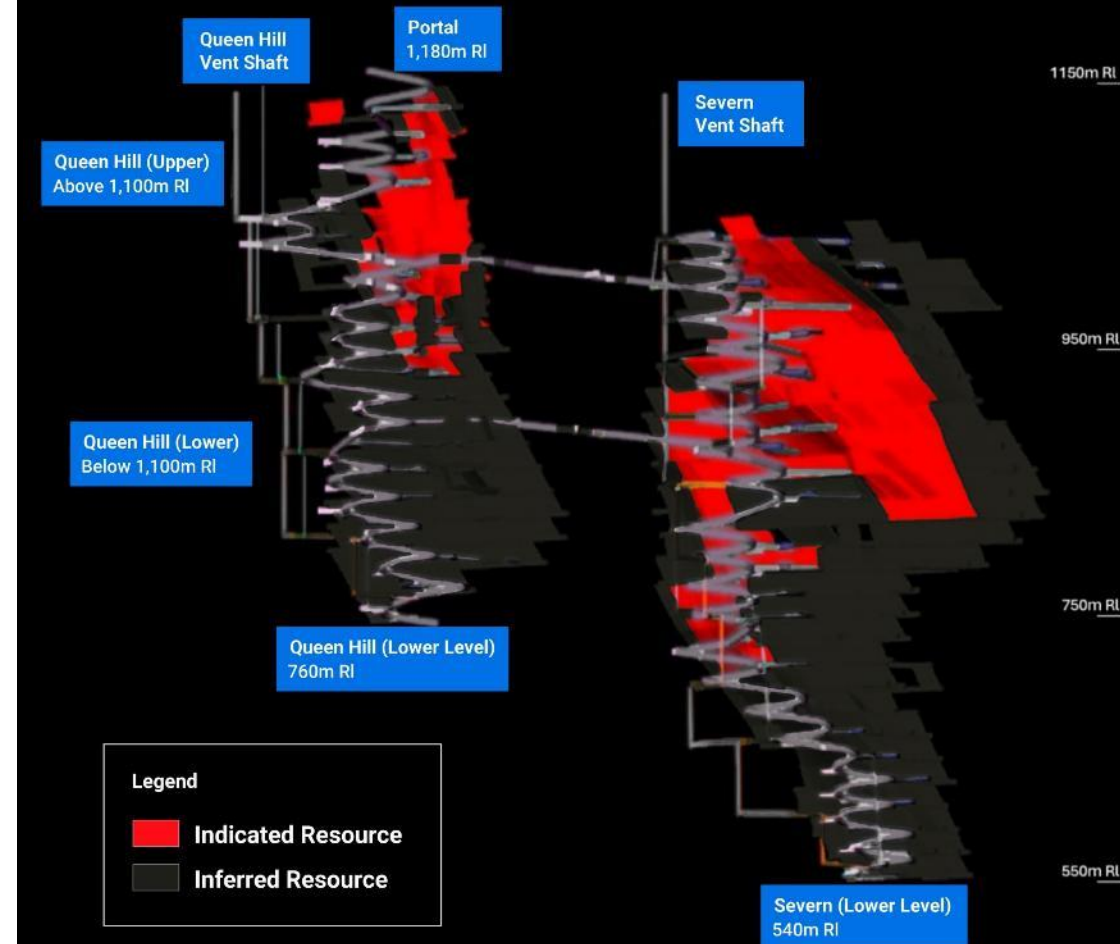 Queen Hill
Vent Shaft
Portal
1,180m Rl
1150m Rl
Severn
Vent Shaft
Queen Hill (Upper)
Above 1,100m Rl
950m Rl
Queen Hill (Lower)
Below 1,100m Rl
750m Rl
Queen Hill (Lower Level)
760m Rl
Legend
Indicated Resource
Inferred Resource
550m Rl
Severn (Lower Level)
540m Rl